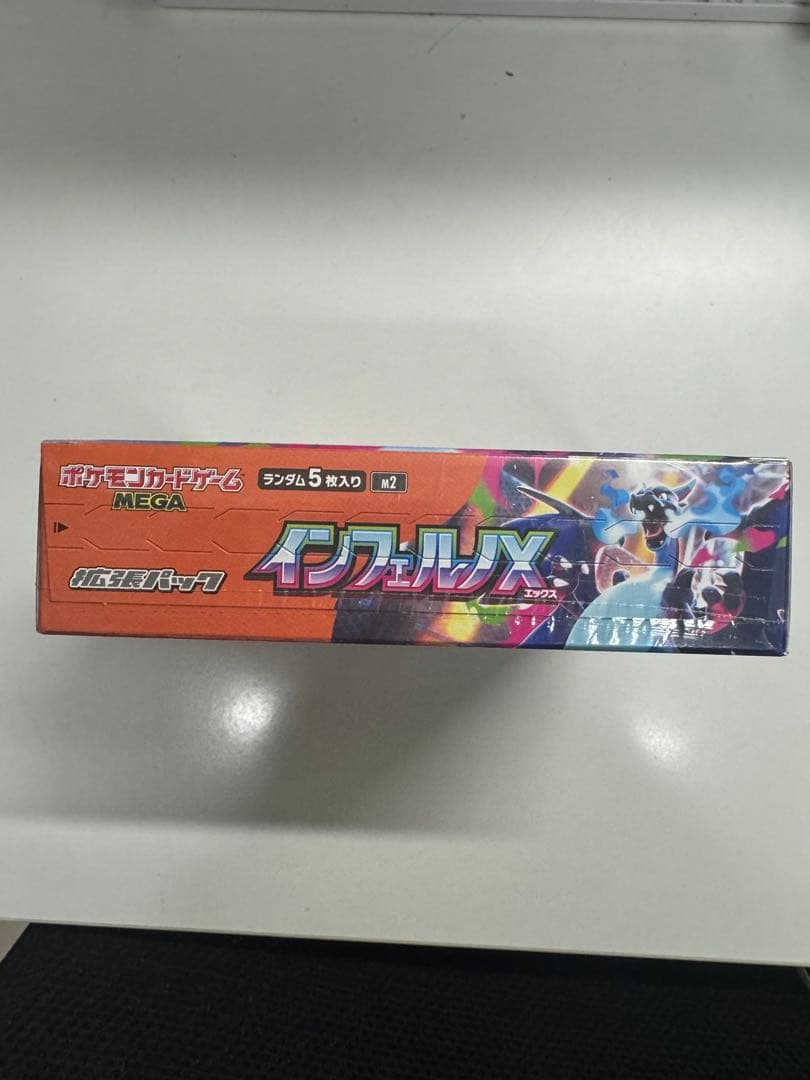 ポケモンカードゲーム
MEGA
ランダム5枚入り
M2
拡張パック
インフェルノX
エックス